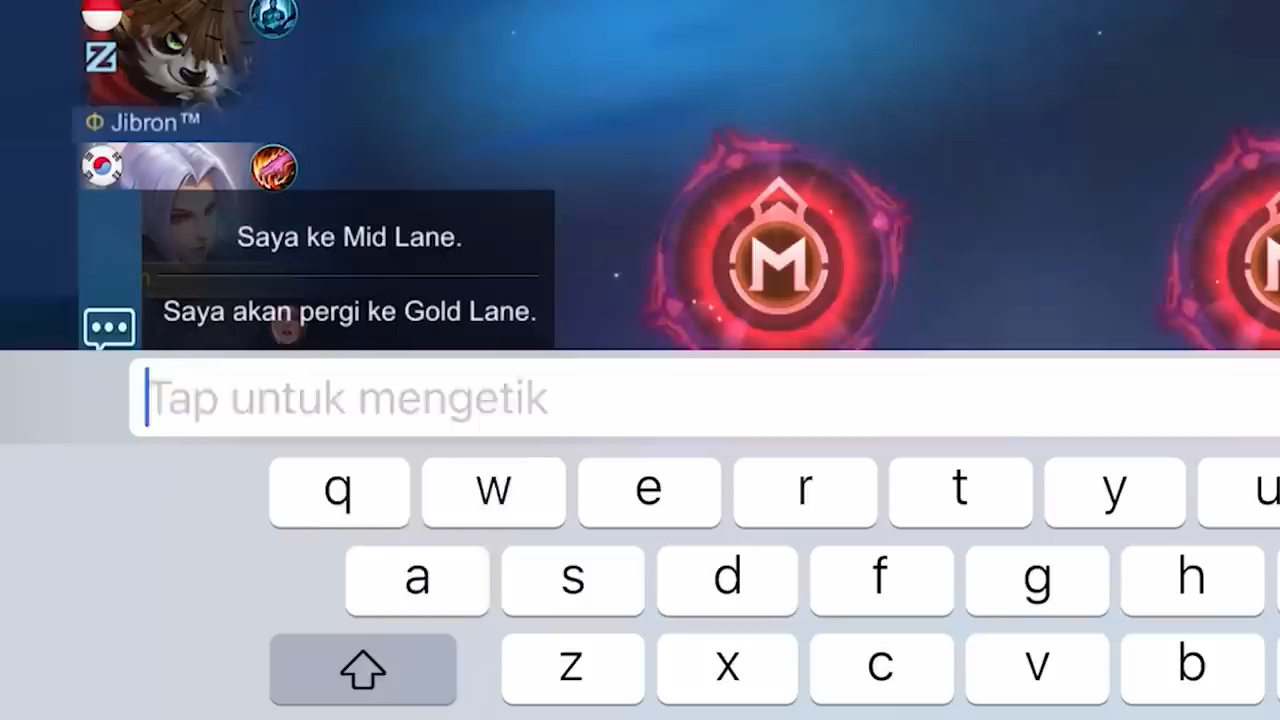 Z
Φ Jibron™
Saya ke Mid Lane.
Saya akan pergi ke Gold Lane.
M
Tap untuk mengetik
q w e r t y u
a s d f g h
z x c v b